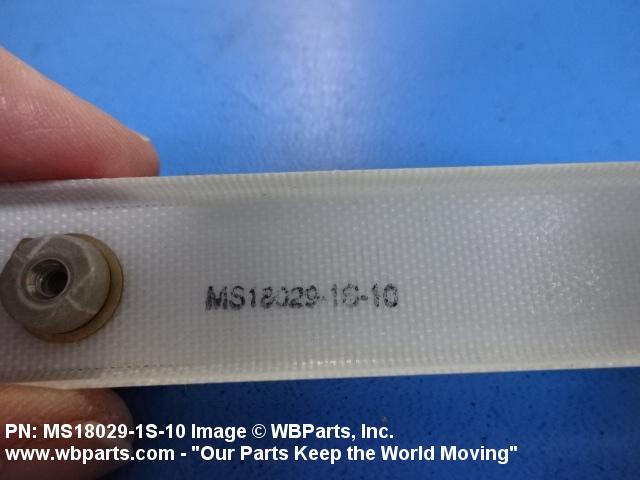 MS18029-1S-10
PN: MS18029-1S-10 Image © WBParts, Inc.
www.wbparts.com - "Our Parts Keep the World Moving"